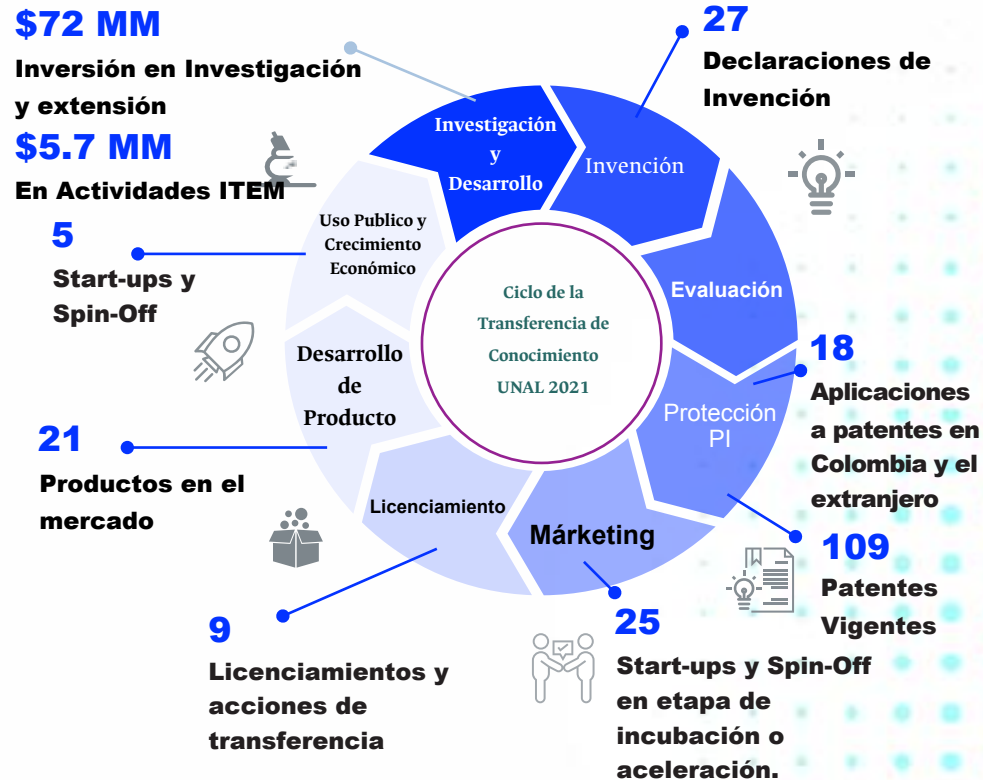 $72 MM
Inversión en Investigación
y extensión
$5.7 MM
En Actividades ITEM
5
Start-ups y
Spin-Off
21
Productos en el
mercado
9
Licenciamientos y
acciones de
transferencia
25
Start-ups y Spin-Off
en etapa de
incubación o
aceleración.
109
Patentes
Vigentes
18
Aplicaciones
a patentes en
Colombia y el
extranjero
27
Declaraciones de
Invención
Investigación
y
Desarrollo
Invención
Evaluación
Protección
PI
Márketing
Licenciamiento
Desarrollo
de
Producto
Uso Publico y
Crecimiento
Económico
Ciclo de la
Transferencia de
Conocimiento
UNAL 2021